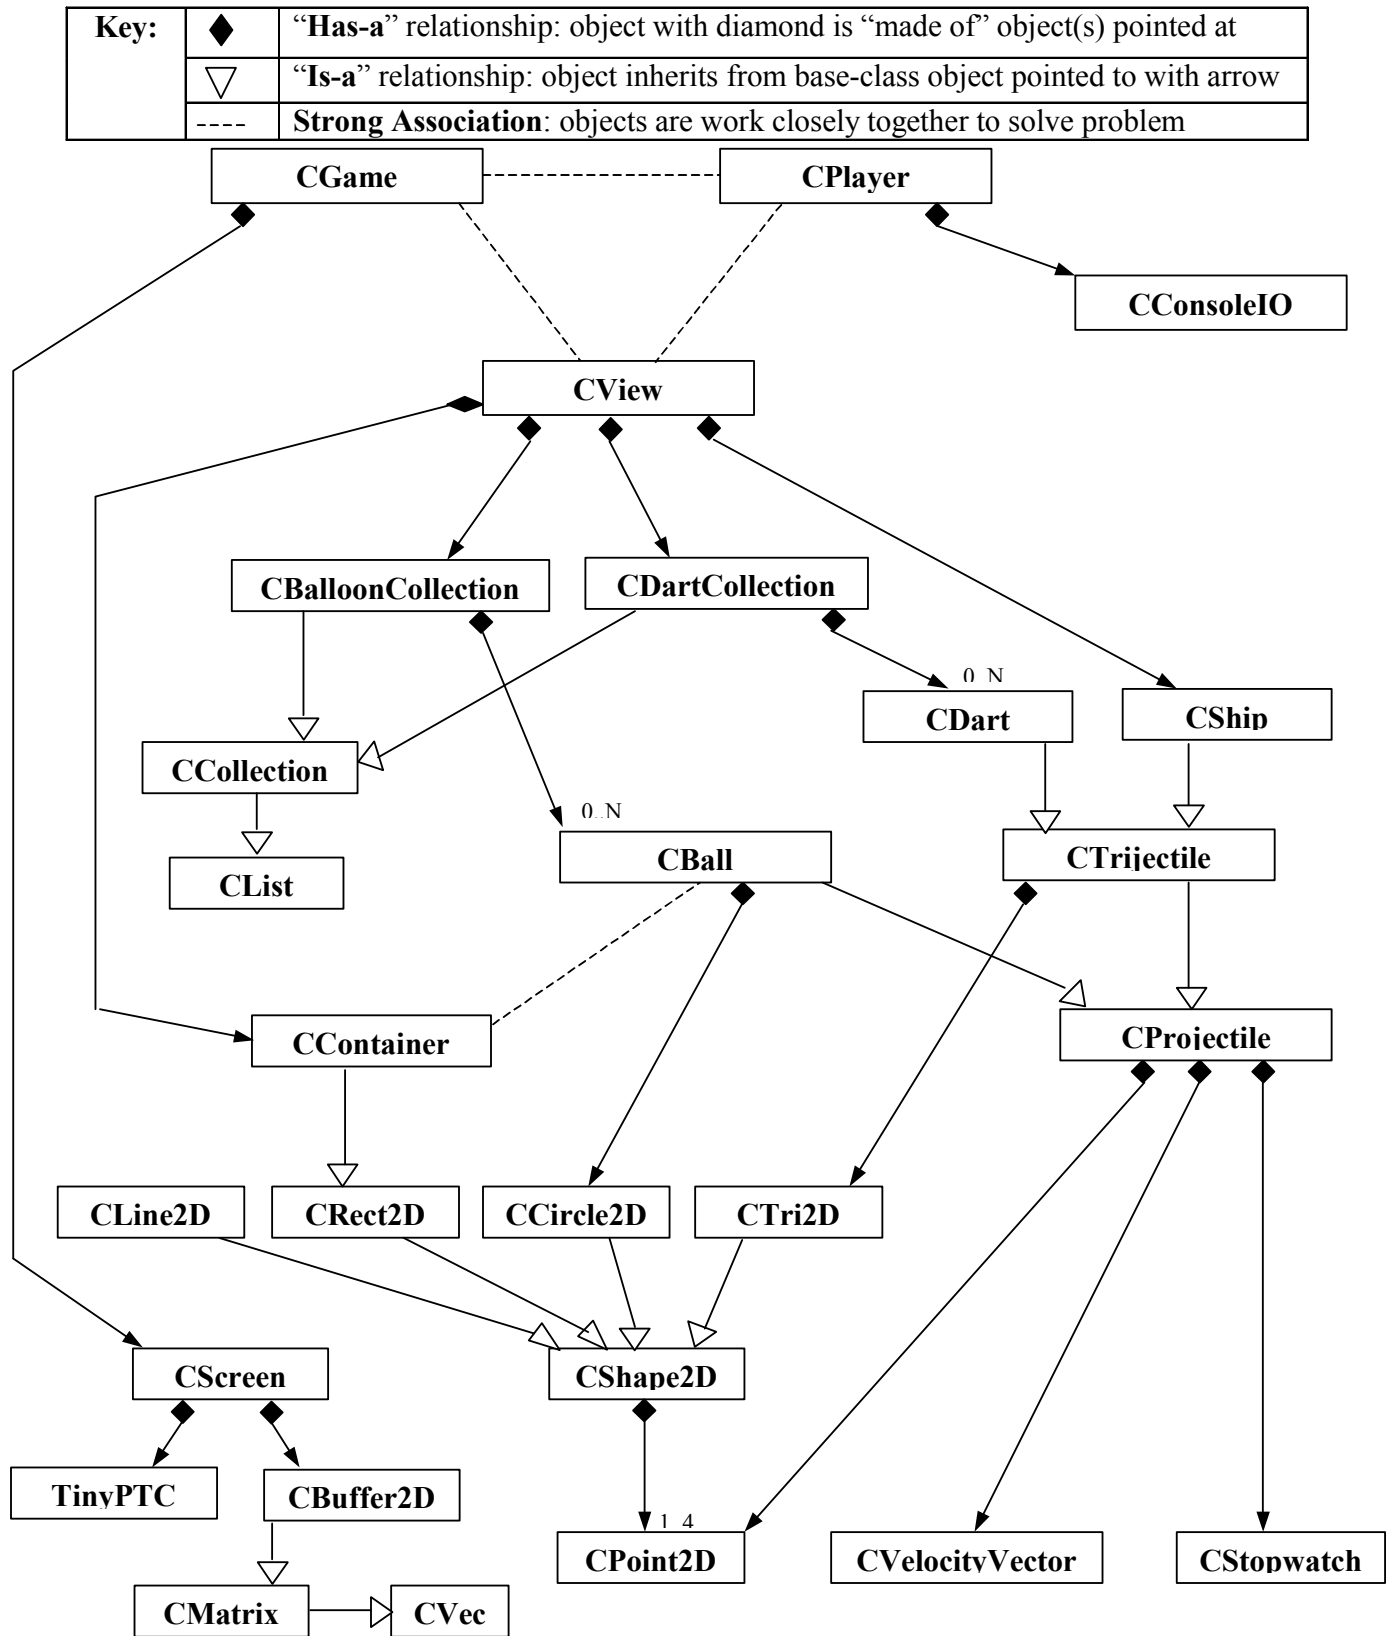 Key:
“Has-a” relationship: object with diamond is “made of” object(s) pointed at
“Is-a” relationship: object inherits from base-class object pointed to with arrow
Strong Association: objects are work closely together to solve problem
CGame
CPlayer
CConsoleIO
CView
CBalloonCollection
CDartCollection
0..N
CDart
CShip
CCollection
0..N
CBall
CTrijectile
CList
CContainer
CProjectile
CLine2D
CRect2D
CCircle2D
CTri2D
CScreen
CShape2D
TinyPTC
CBuffer2D
1..4
CPoint2D
CVelocityVector
CStopwatch
CMatrix
CVec